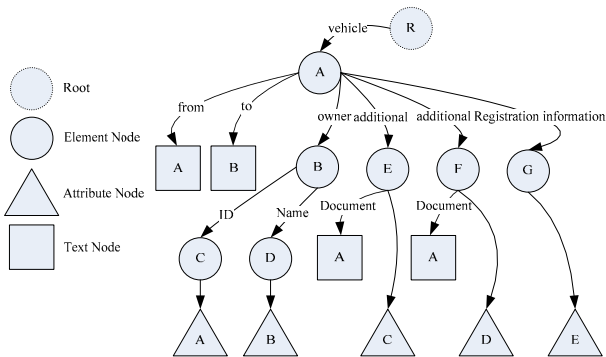 vehicle
R
A
Root
from
to
owner
additional
additional
Registration information
Element Node
A
B
B
E
F
G
Attribute Node
ID
Name
Document
Document
Text Node
C
D
A
A
A
B
C
D
E